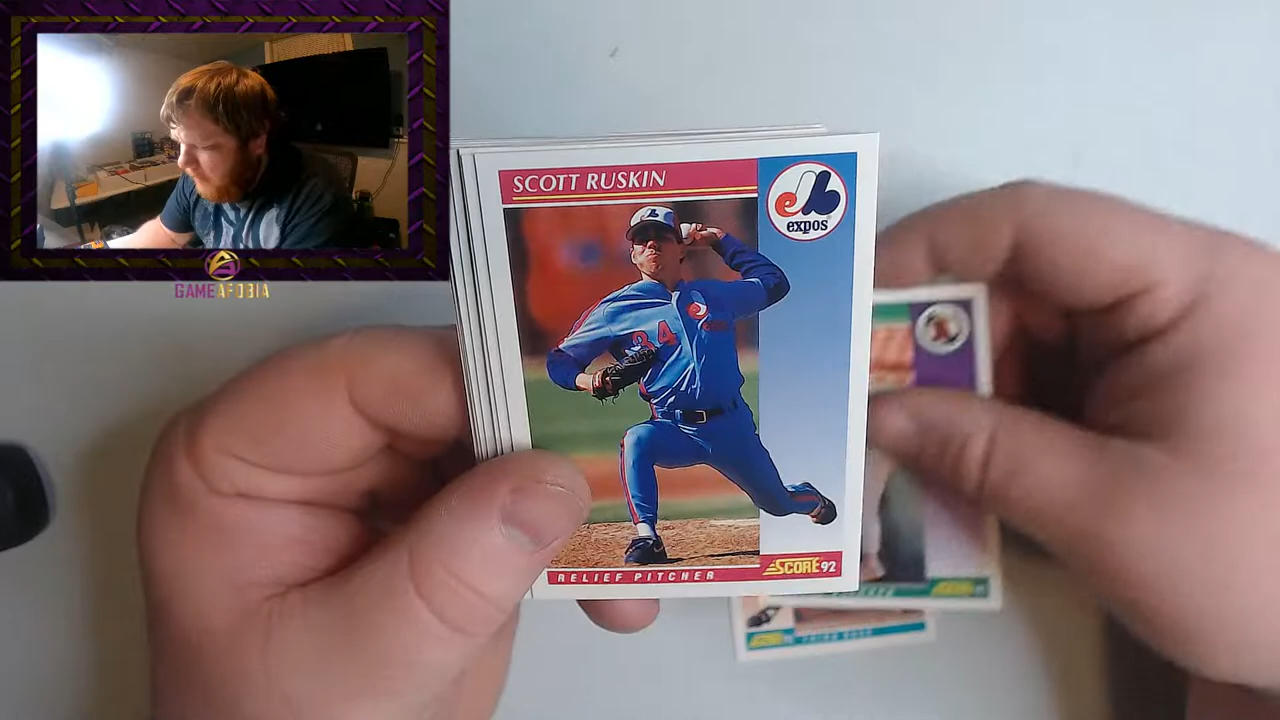 GAMEAFOBIA
SCOTT RUSKIN
expos
34
RELIEF PITCHER
SCORE 92